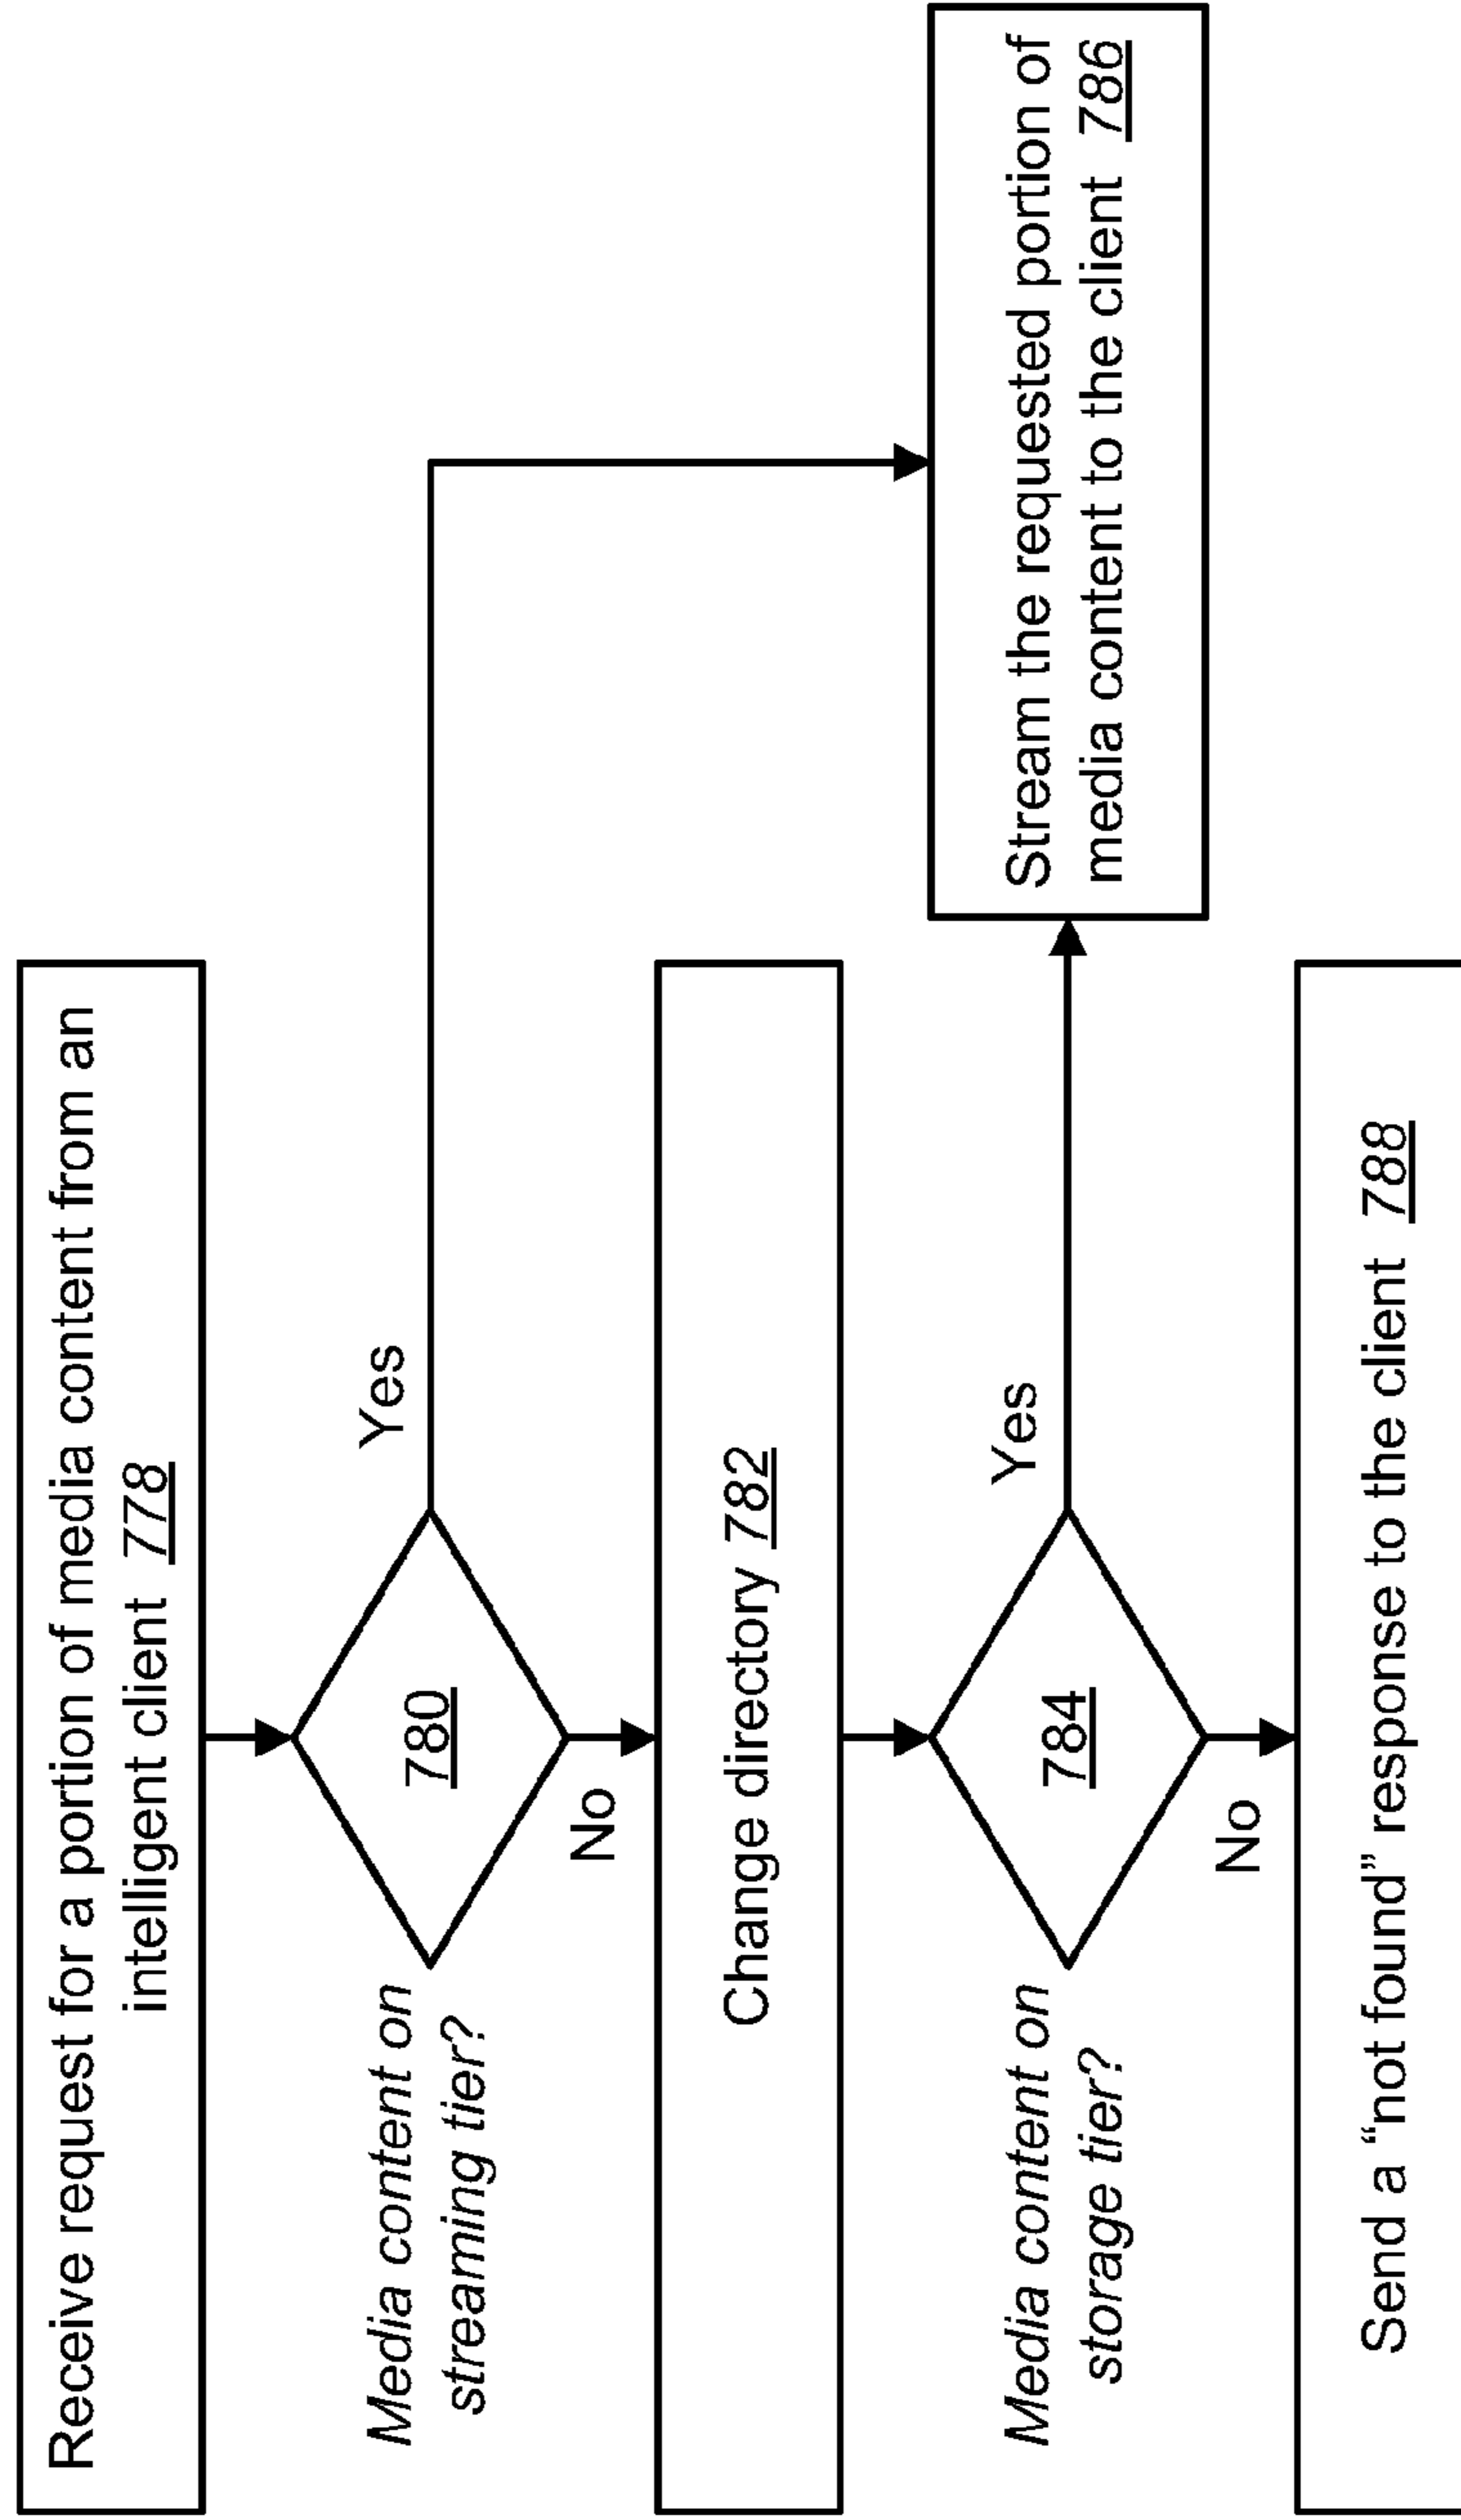 Receive request for a portion of media content from an
intelligent client 778
Media content on
streaming tier?
780
Yes
No
Change directory 782
Media content on
storage tier?
784
Yes
No
Stream the requested portion of
media content to the client 786
Send a “not found” response to the client 788